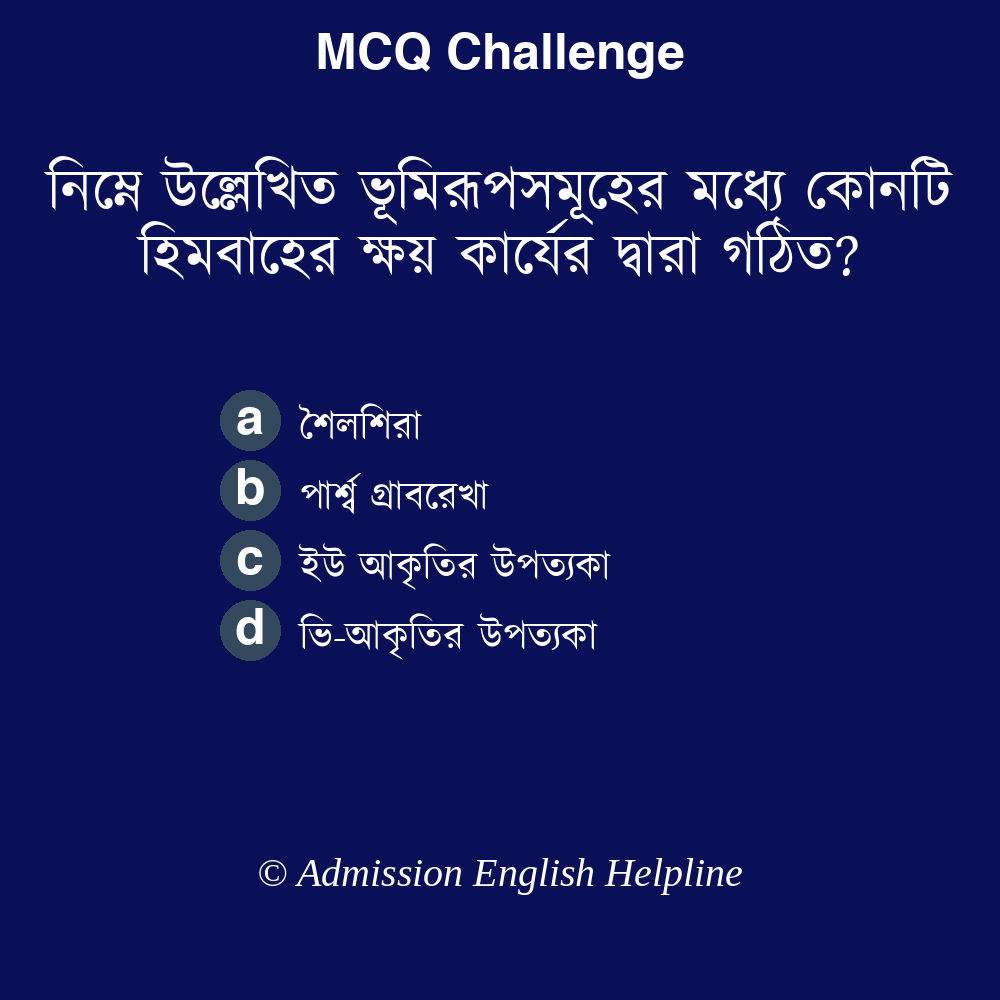 MCQ Challenge
নিম্নে উল্লেখিত ভূমিরূপসমূহের মধ্যে কোনটি
হিমবাহের ক্ষয় কার্যের দ্বারা গঠিত?
a শৈলশিরা
b পার্শ্ব গ্রাবরেখা
c ইউ আকৃতির উপত্যকা
d ভি-আকৃতির উপত্যকা
© Admission English Helpline